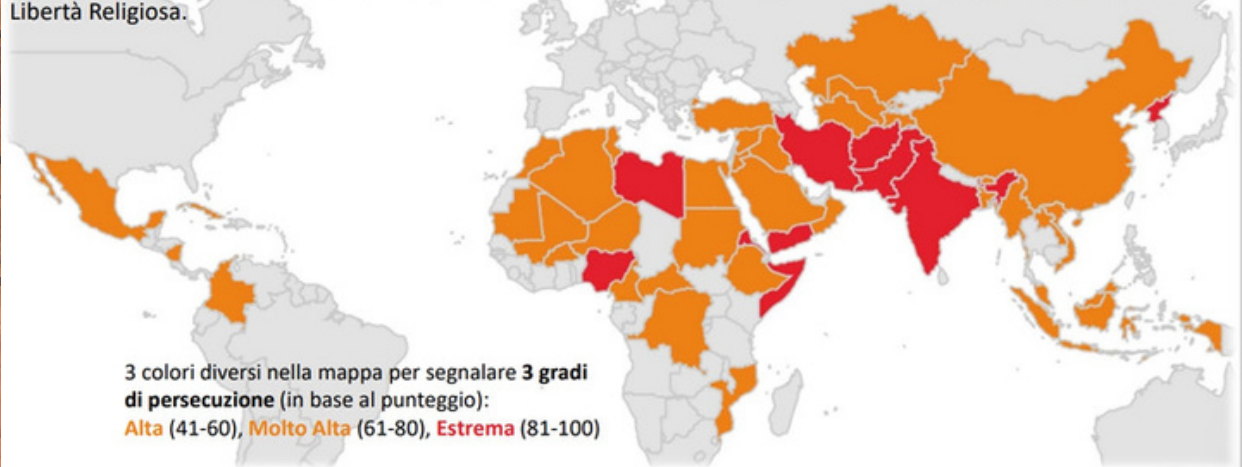 Libertà Religiosa.
3 colori diversi nella mappa per segnalare 3 gradi
di persecuzione (in base al punteggio):
Alta (41-60), Molto Alta (61-80), Estrema (81-100)